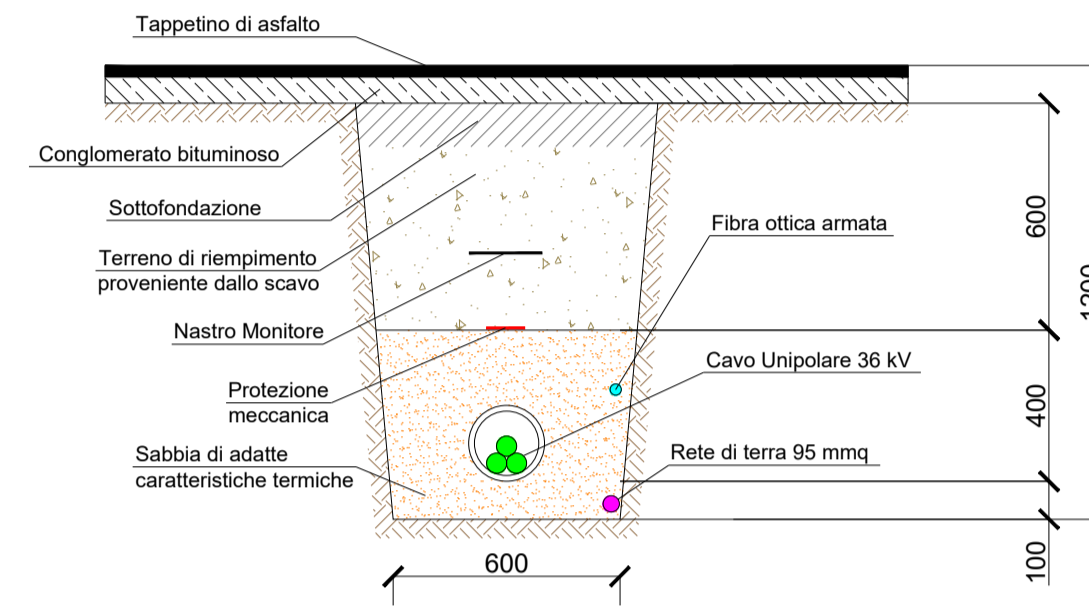 Tappetino di asfalto
Conglomerato bituminoso
Sottofondazione
Terreno di riempimento
proveniente dallo scavo
Nastro Monitore
Protezione
meccanica
Sabbia di adatte
caratteristiche termiche
Fibra ottica armata
Cavo Unipolare 36 kV
Rete di terra 95 mmq
600
400
100
600